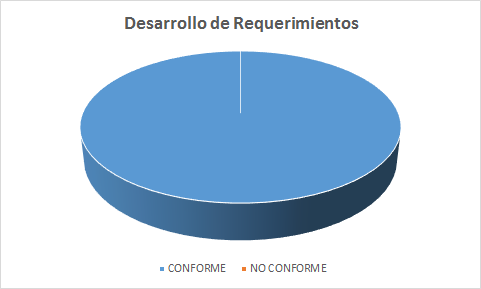 Desarrollo de Requerimientos
CONFORME NO CONFORME